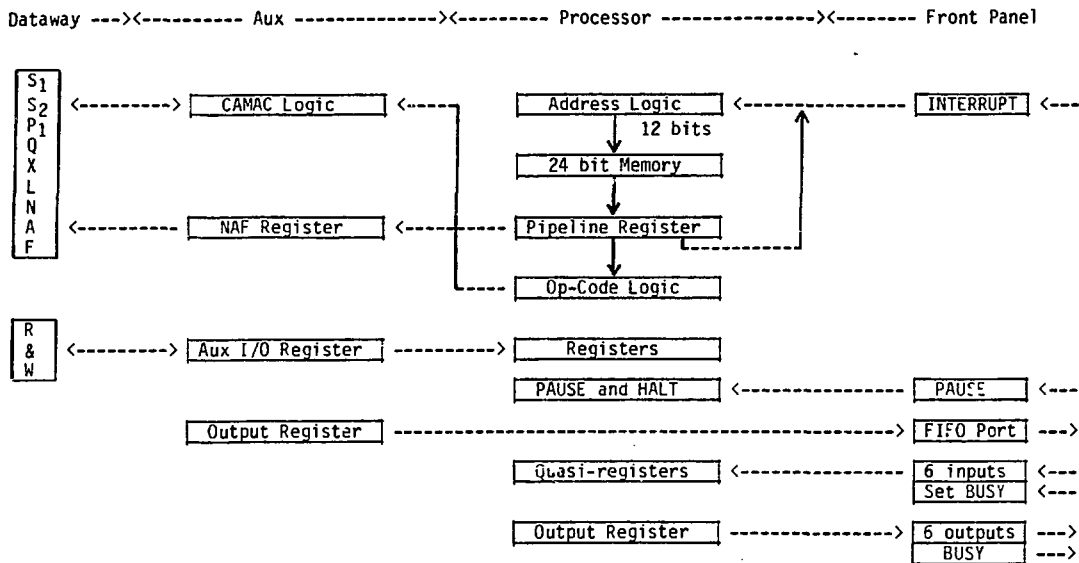 Dataway --->< -------- Aux ------->< -------- Processor --------->< ------- Front Panel
S1
S2
P1
Q
X
L
N
A
F
CAMAC Logic
Address Logic
INTERRUPT
12 bits
24 bit Memory
NAF Register
Pipeline Register
Op-Code Logic
R
&
W
Aux I/O Register
Registers
PAUSE and HALT
PAUSE
Output Register
FIFO Port
Quasi-registers
6 inputs
Set BUSY
Output Register
6 outputs
BUSY